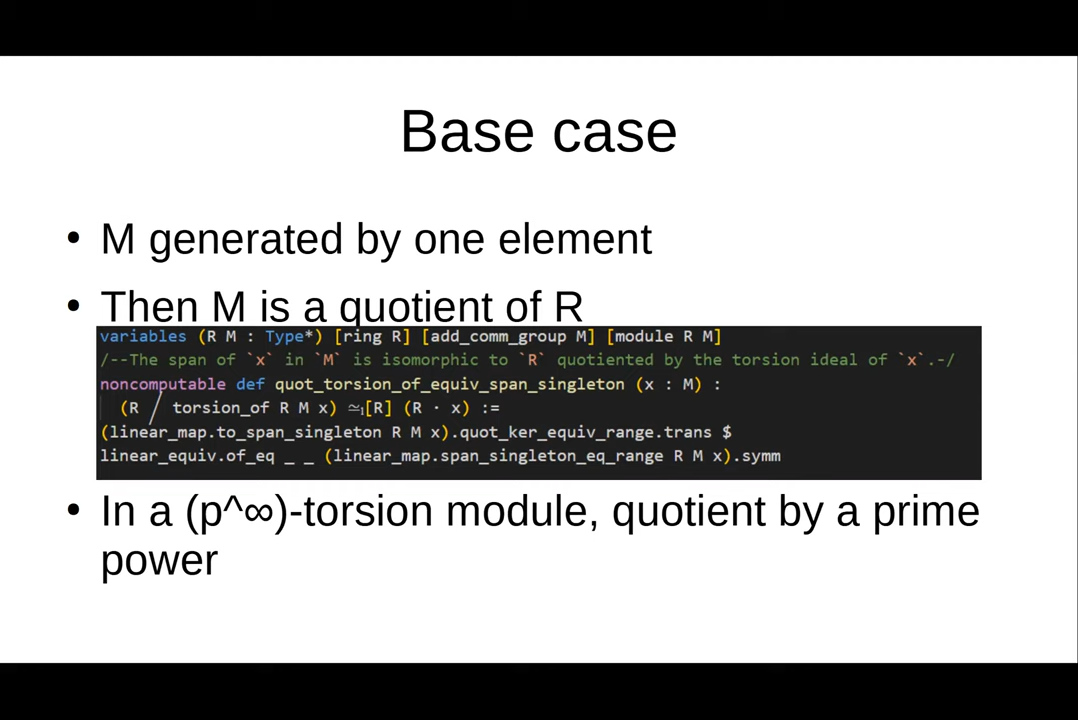 Base case
• M generated by one element
• Then M is a quotient of R
variables (R M : Type*) [ring R] [add_comm_group M] [module R M]
/--The span of `x` in `M` is isomorphic to `R` quotiented by the torsion ideal of `x`.-/
noncomputable def quot_torsion_of_equiv_span_singleton (x : M) :
(R / torsion_of R M x) ≃ₗ[R] (R ∙ x) :=
(linear_map.to_span_singleton R M x).quot_ker_equiv_range.trans $
linear_equiv.of_eq _ _ (linear_map.span_singleton_eq_range R M x).symm
• In a (p^∞)-torsion module, quotient by a prime
power